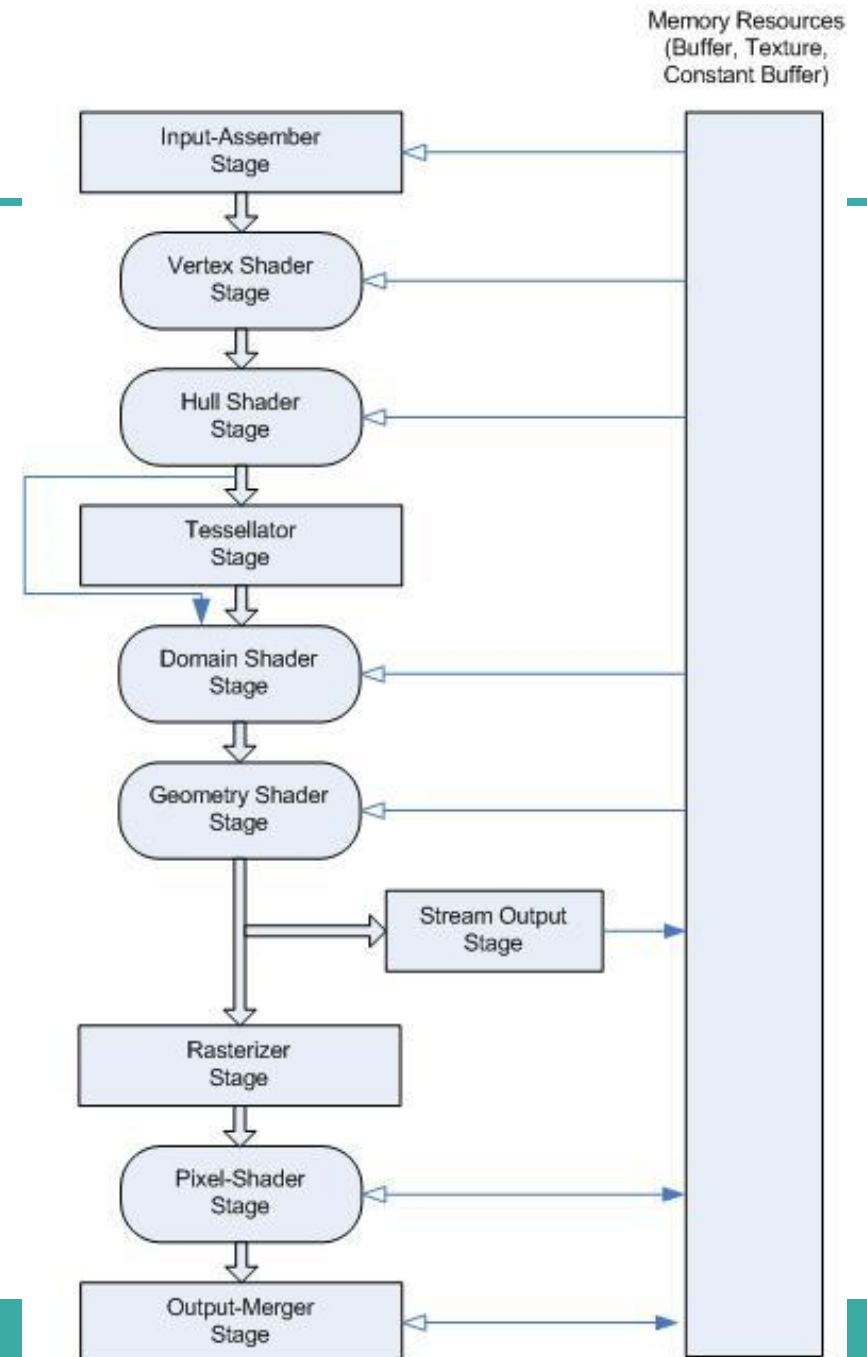 Memory Resources
(Buffer, Texture,
Constant Buffer)
Input-Assember
Stage
Vertex Shader
Stage
Hull Shader
Stage
Tessellator
Stage
Domain Shader
Stage
Geometry Shader
Stage
Stream Output
Stage
Rasterizer
Stage
Pixel-Shader
Stage
Output-Merger
Stage